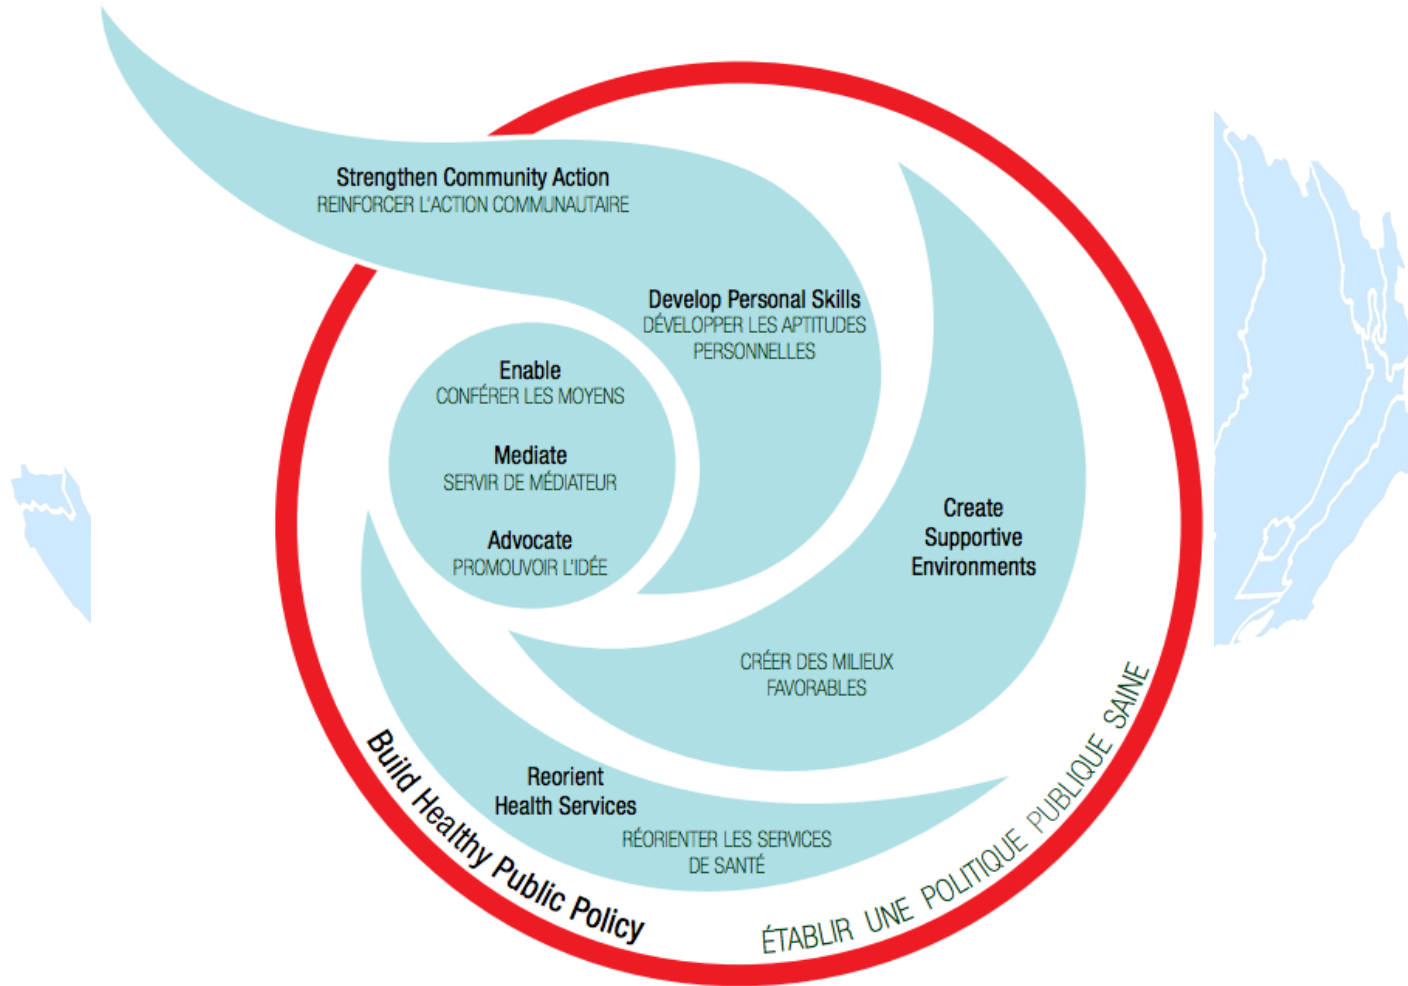 Strengthen Community Action
REINFORCER L'ACTION COMMUNAUTAIRE
Develop Personal Skills
DÉVELOPPER LES APTITUDES
PERSONNELLES
Enable
CONFÉRER LES MOYENS
Mediate
SERVIR DE MÉDIATEUR
Advocate
PROMOUVOIR L'IDÉE
Create
Supportive
Environments
CRÉER DES MILIEUX
FAVORABLES
Reorient
Health Services
RÉORIENTER LES SERVICES
DE SANTÉ
Build Healthy Public Policy
ÉTABLIR UNE POLITIQUE PUBLIQUE SAINE